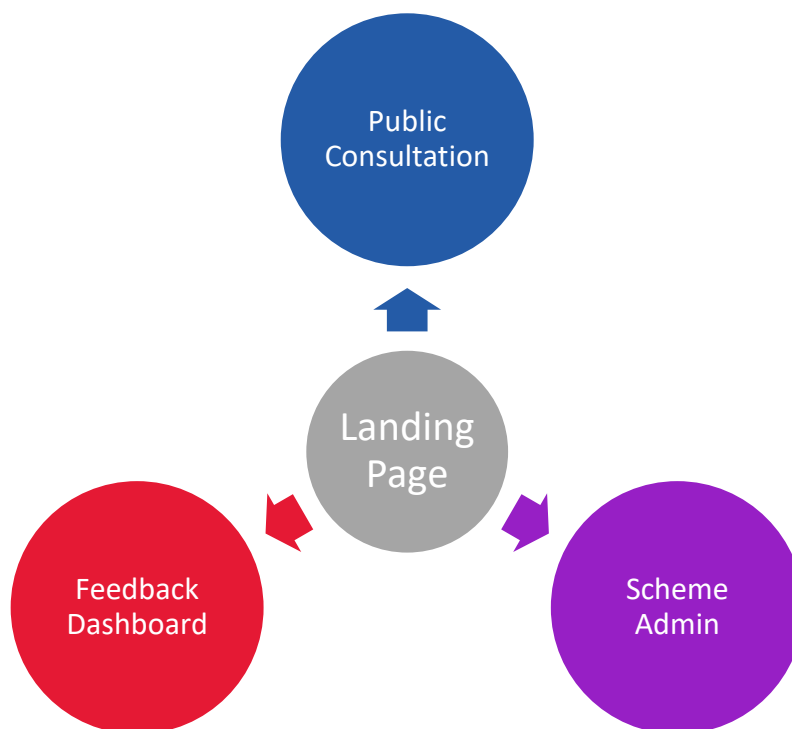 Public
Consultation
Landing
Page
Feedback
Dashboard
Scheme
Admin